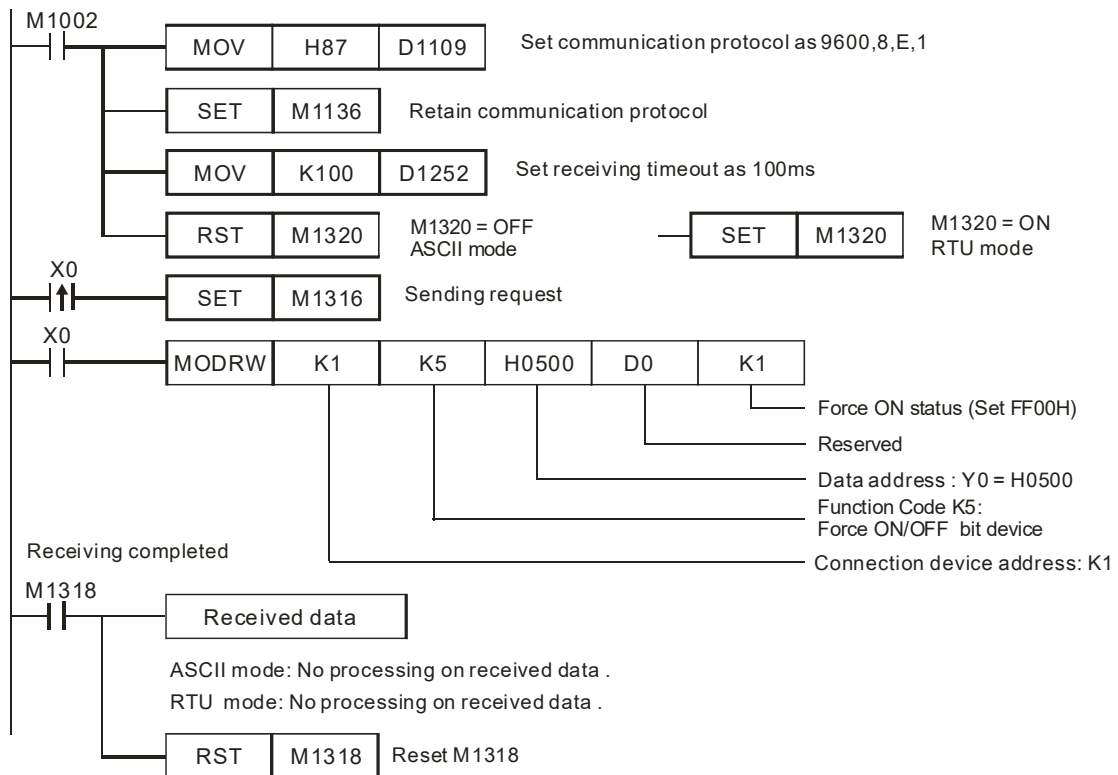 M1002
MOV H87 D1109 Set communication protocol as 9600,8,E,1
SET M1136 Retain communication protocol
MOV K100 D1252 Set receiving timeout as 100ms
RST M1320 M1320 = OFF
ASCII mode
SET M1320 M1320 = ON
RTU mode
X0
SET M1316 Sending request
X0
MODRW K1 K5 H0500 D0 K1
Force ON status (Set FF00H)
Reserved
Data address : Y0 = H0500
Function Code K5:
Force ON/OFF bit device
Connection device address: K1
Receiving completed
M1318
Received data
ASCII mode: No processing on received data .
RTU mode: No processing on received data .
RST M1318 Reset M1318